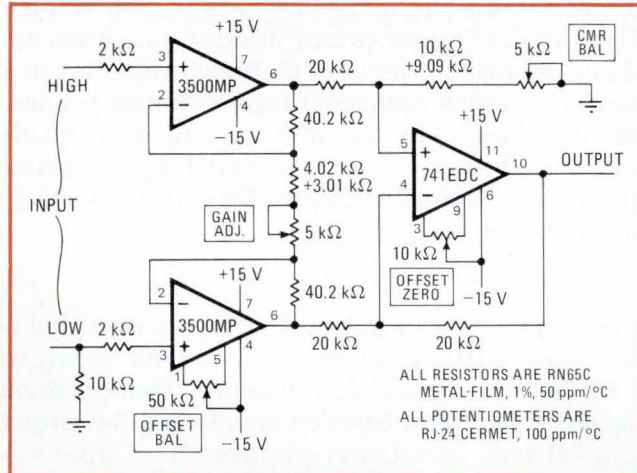 +15 V
2 kΩ
HIGH
3
+
7
3500MP
6
2
−
4
−15 V
20 kΩ
10 kΩ
+9.09 kΩ
5 kΩ
CMR
BAL
40.2 kΩ
4.02
+3.01 kΩ
GAIN
ADJ.
5 kΩ
INPUT
+15 V
5
+
11
741EDC
10
OUTPUT
4
−
3
9
6
10 kΩ
OFFSET
ZERO
−15 V
+15 V
40.2 kΩ
2
−
7
3500MP
6
LOW
2 kΩ
3
+
1
5
4
20 kΩ
20 kΩ
10 kΩ
50 kΩ
OFFSET
BAL
−15 V
ALL RESISTORS ARE RN65C
METAL-FILM, 1%, 50 ppm/°C
ALL POTENTIOMETERS ARE
RJ-24 CERMET, 100 ppm/°C